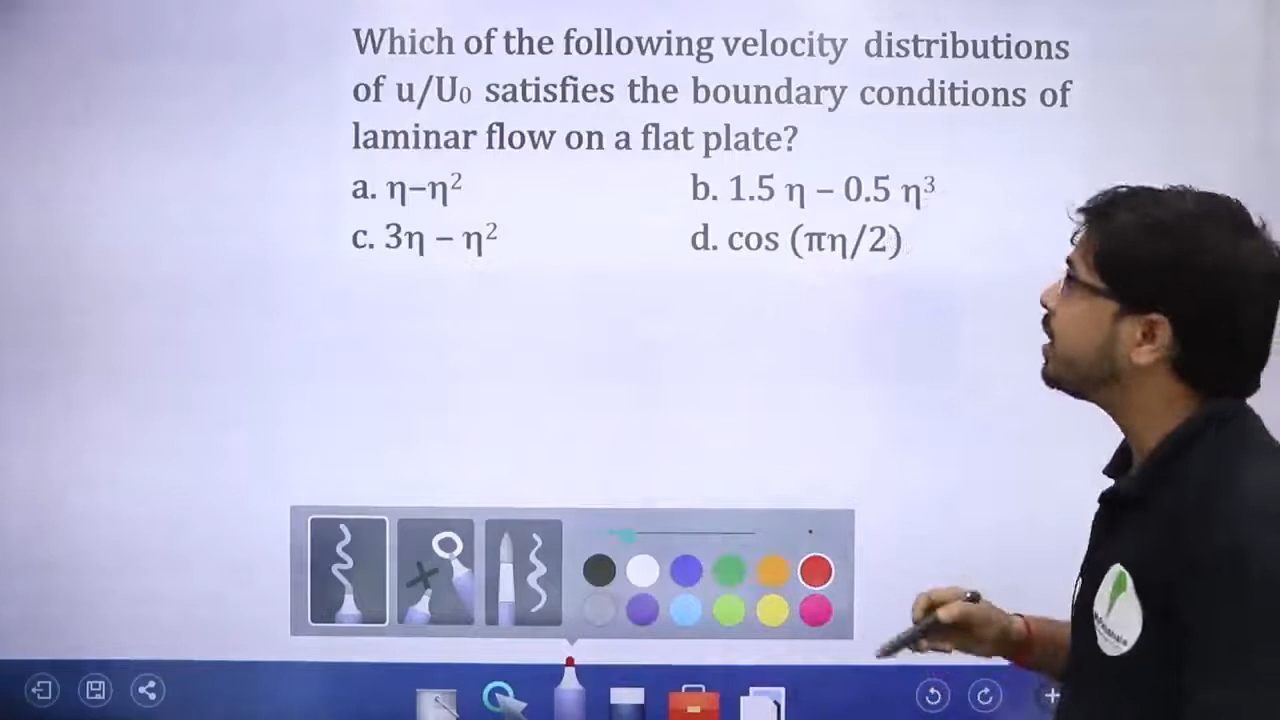 Which of the following velocity distributions
of u/U₀ satisfies the boundary conditions of
laminar flow on a flat plate?
a. η–η² b. 1.5 η – 0.5 η³
c. 3η – η² d. cos (πη/2)